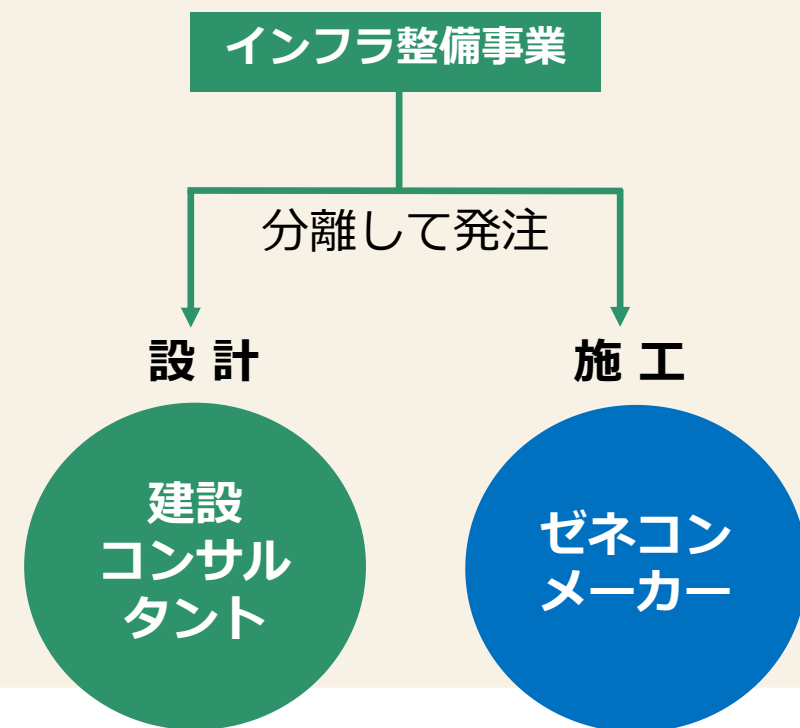 インフラ整備事業
分離して発注
設 計
施 工
建設
コンサル
タント
ゼネコン
メーカー